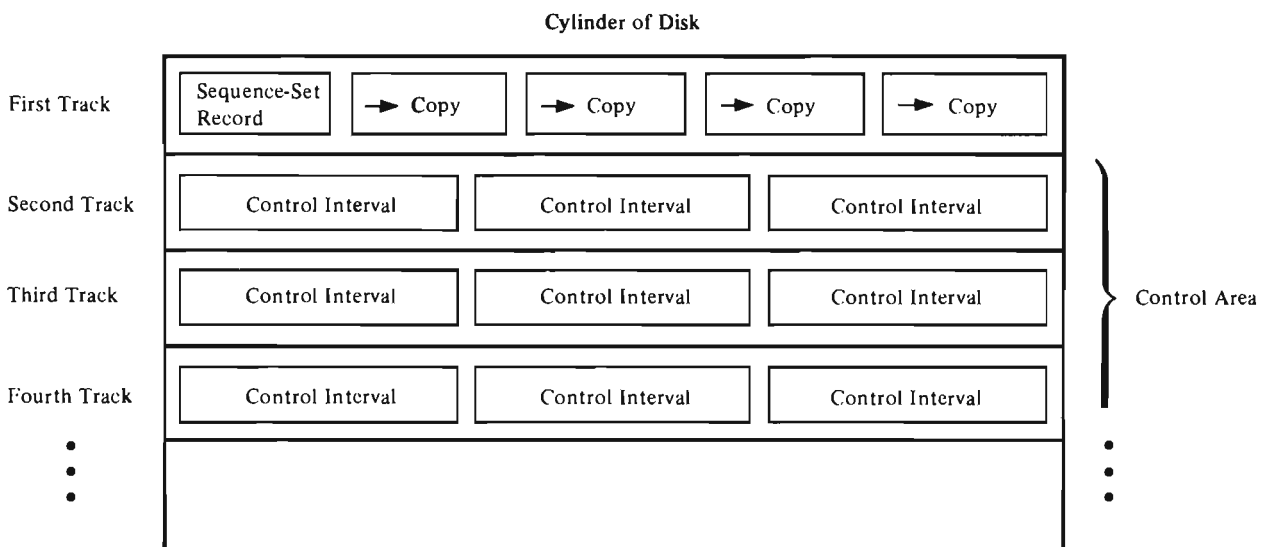 Cylinder of Disk
First Track
Sequence-Set
Record
→ Copy
→ Copy
→ Copy
→ Copy
Second Track
Control Interval
Control Interval
Control Interval
Third Track
Control Interval
Control Interval
Control Interval
Control Area
Fourth Track
Control Interval
Control Interval
Control Interval